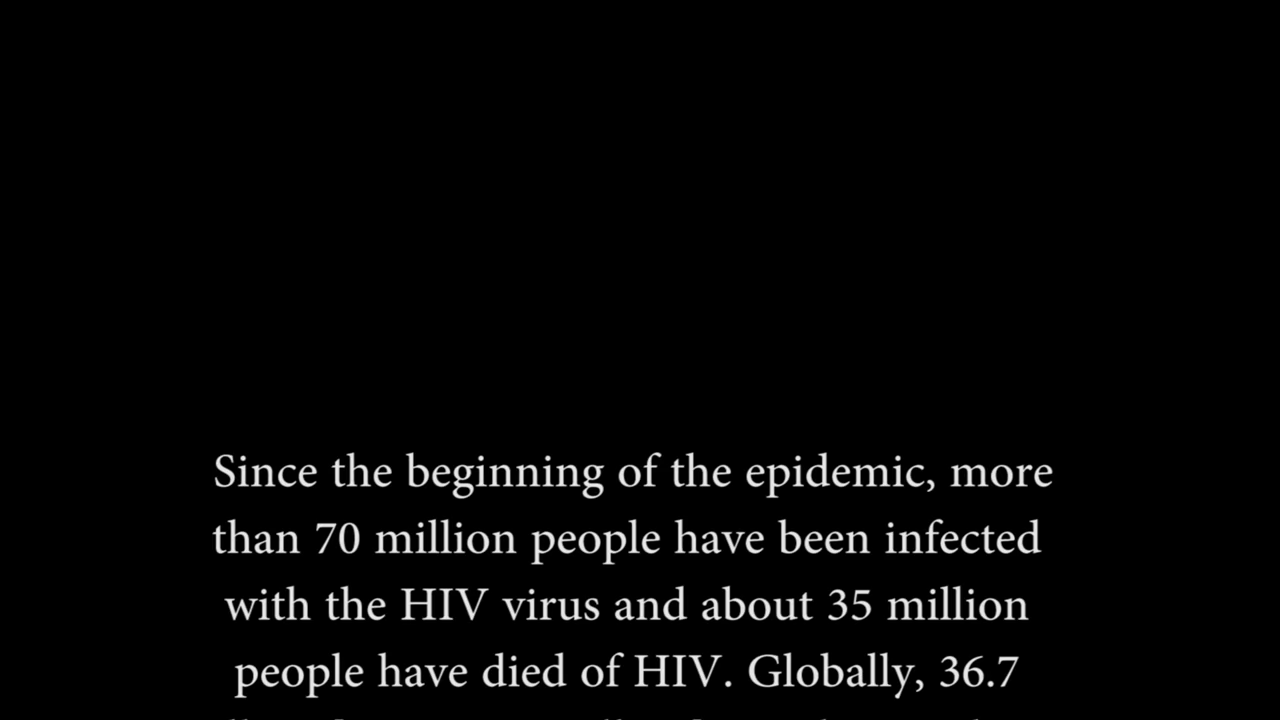 Since the beginning of the epidemic, more
than 70 million people have been infected
with the HIV virus and about 35 million
people have died of HIV. Globally, 36.7